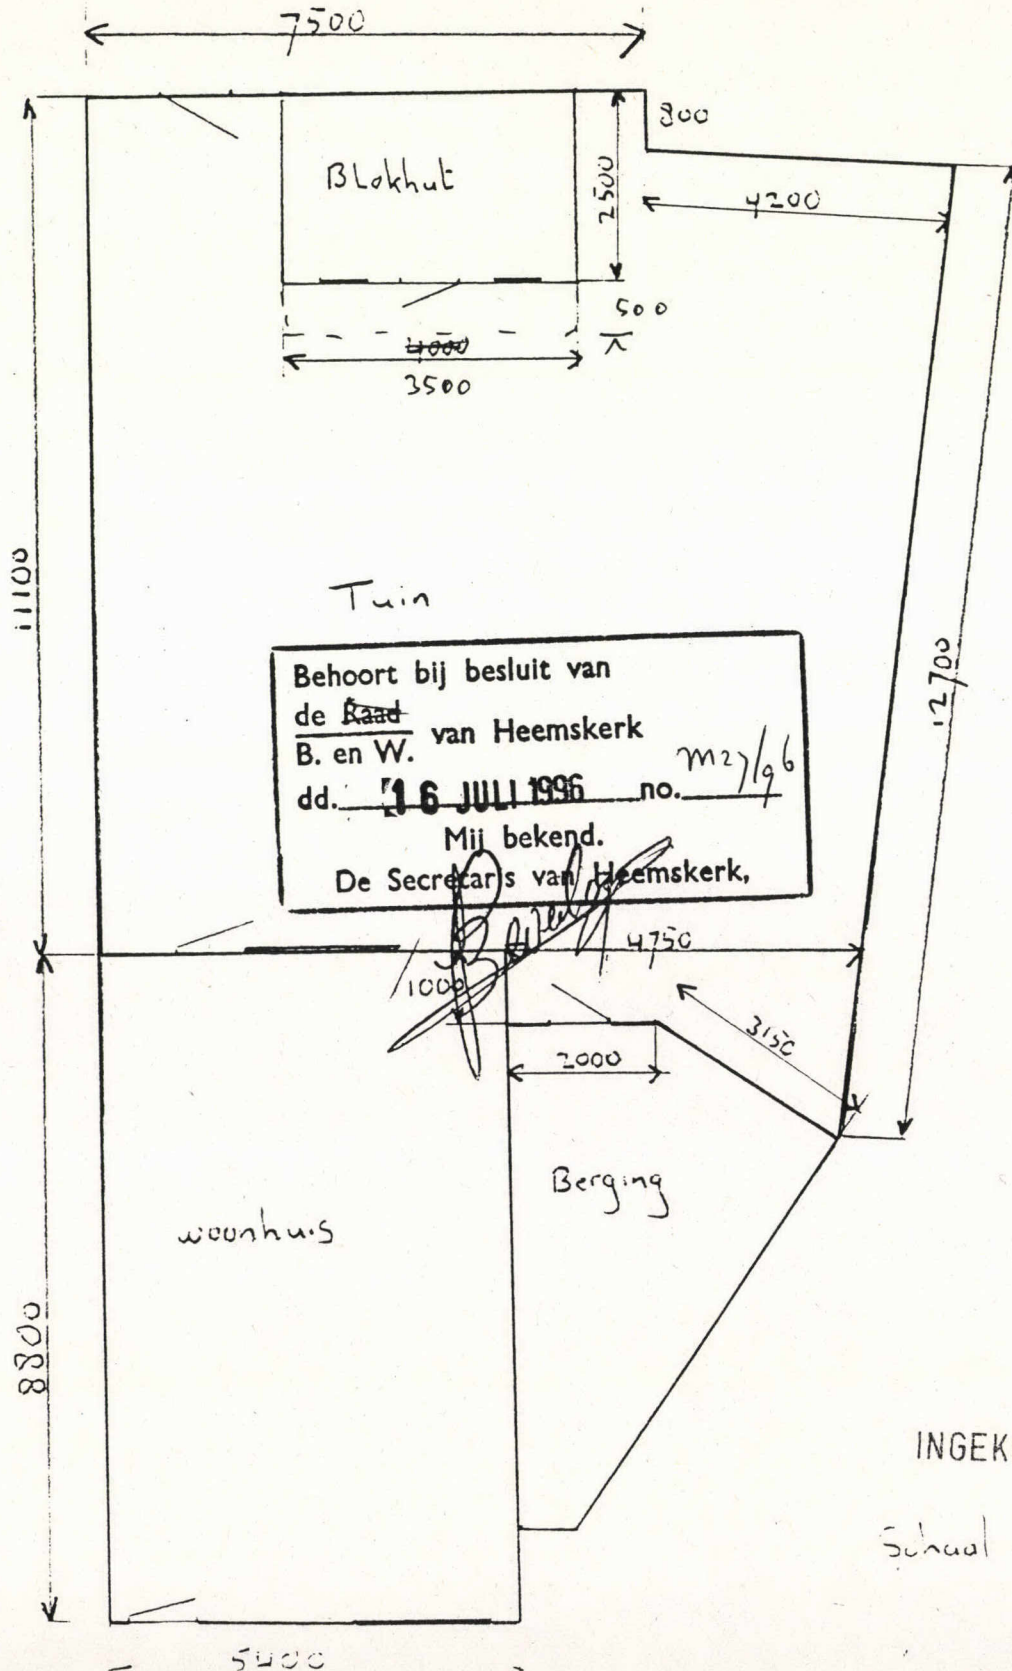 7500
800
Blokhut
2500
4200
500
4000
3500
11100
Tuin
12700
Behoort bij besluit van
de Raad
B. en W. van Heemskerk
dd. 16 JULI 1996 no. M27/96
Mij bekend.
De Secretaris van Heemskerk,
4750
1000
3150
2000
Berging
woonhuis
8800
INGEK
Schaal
5400